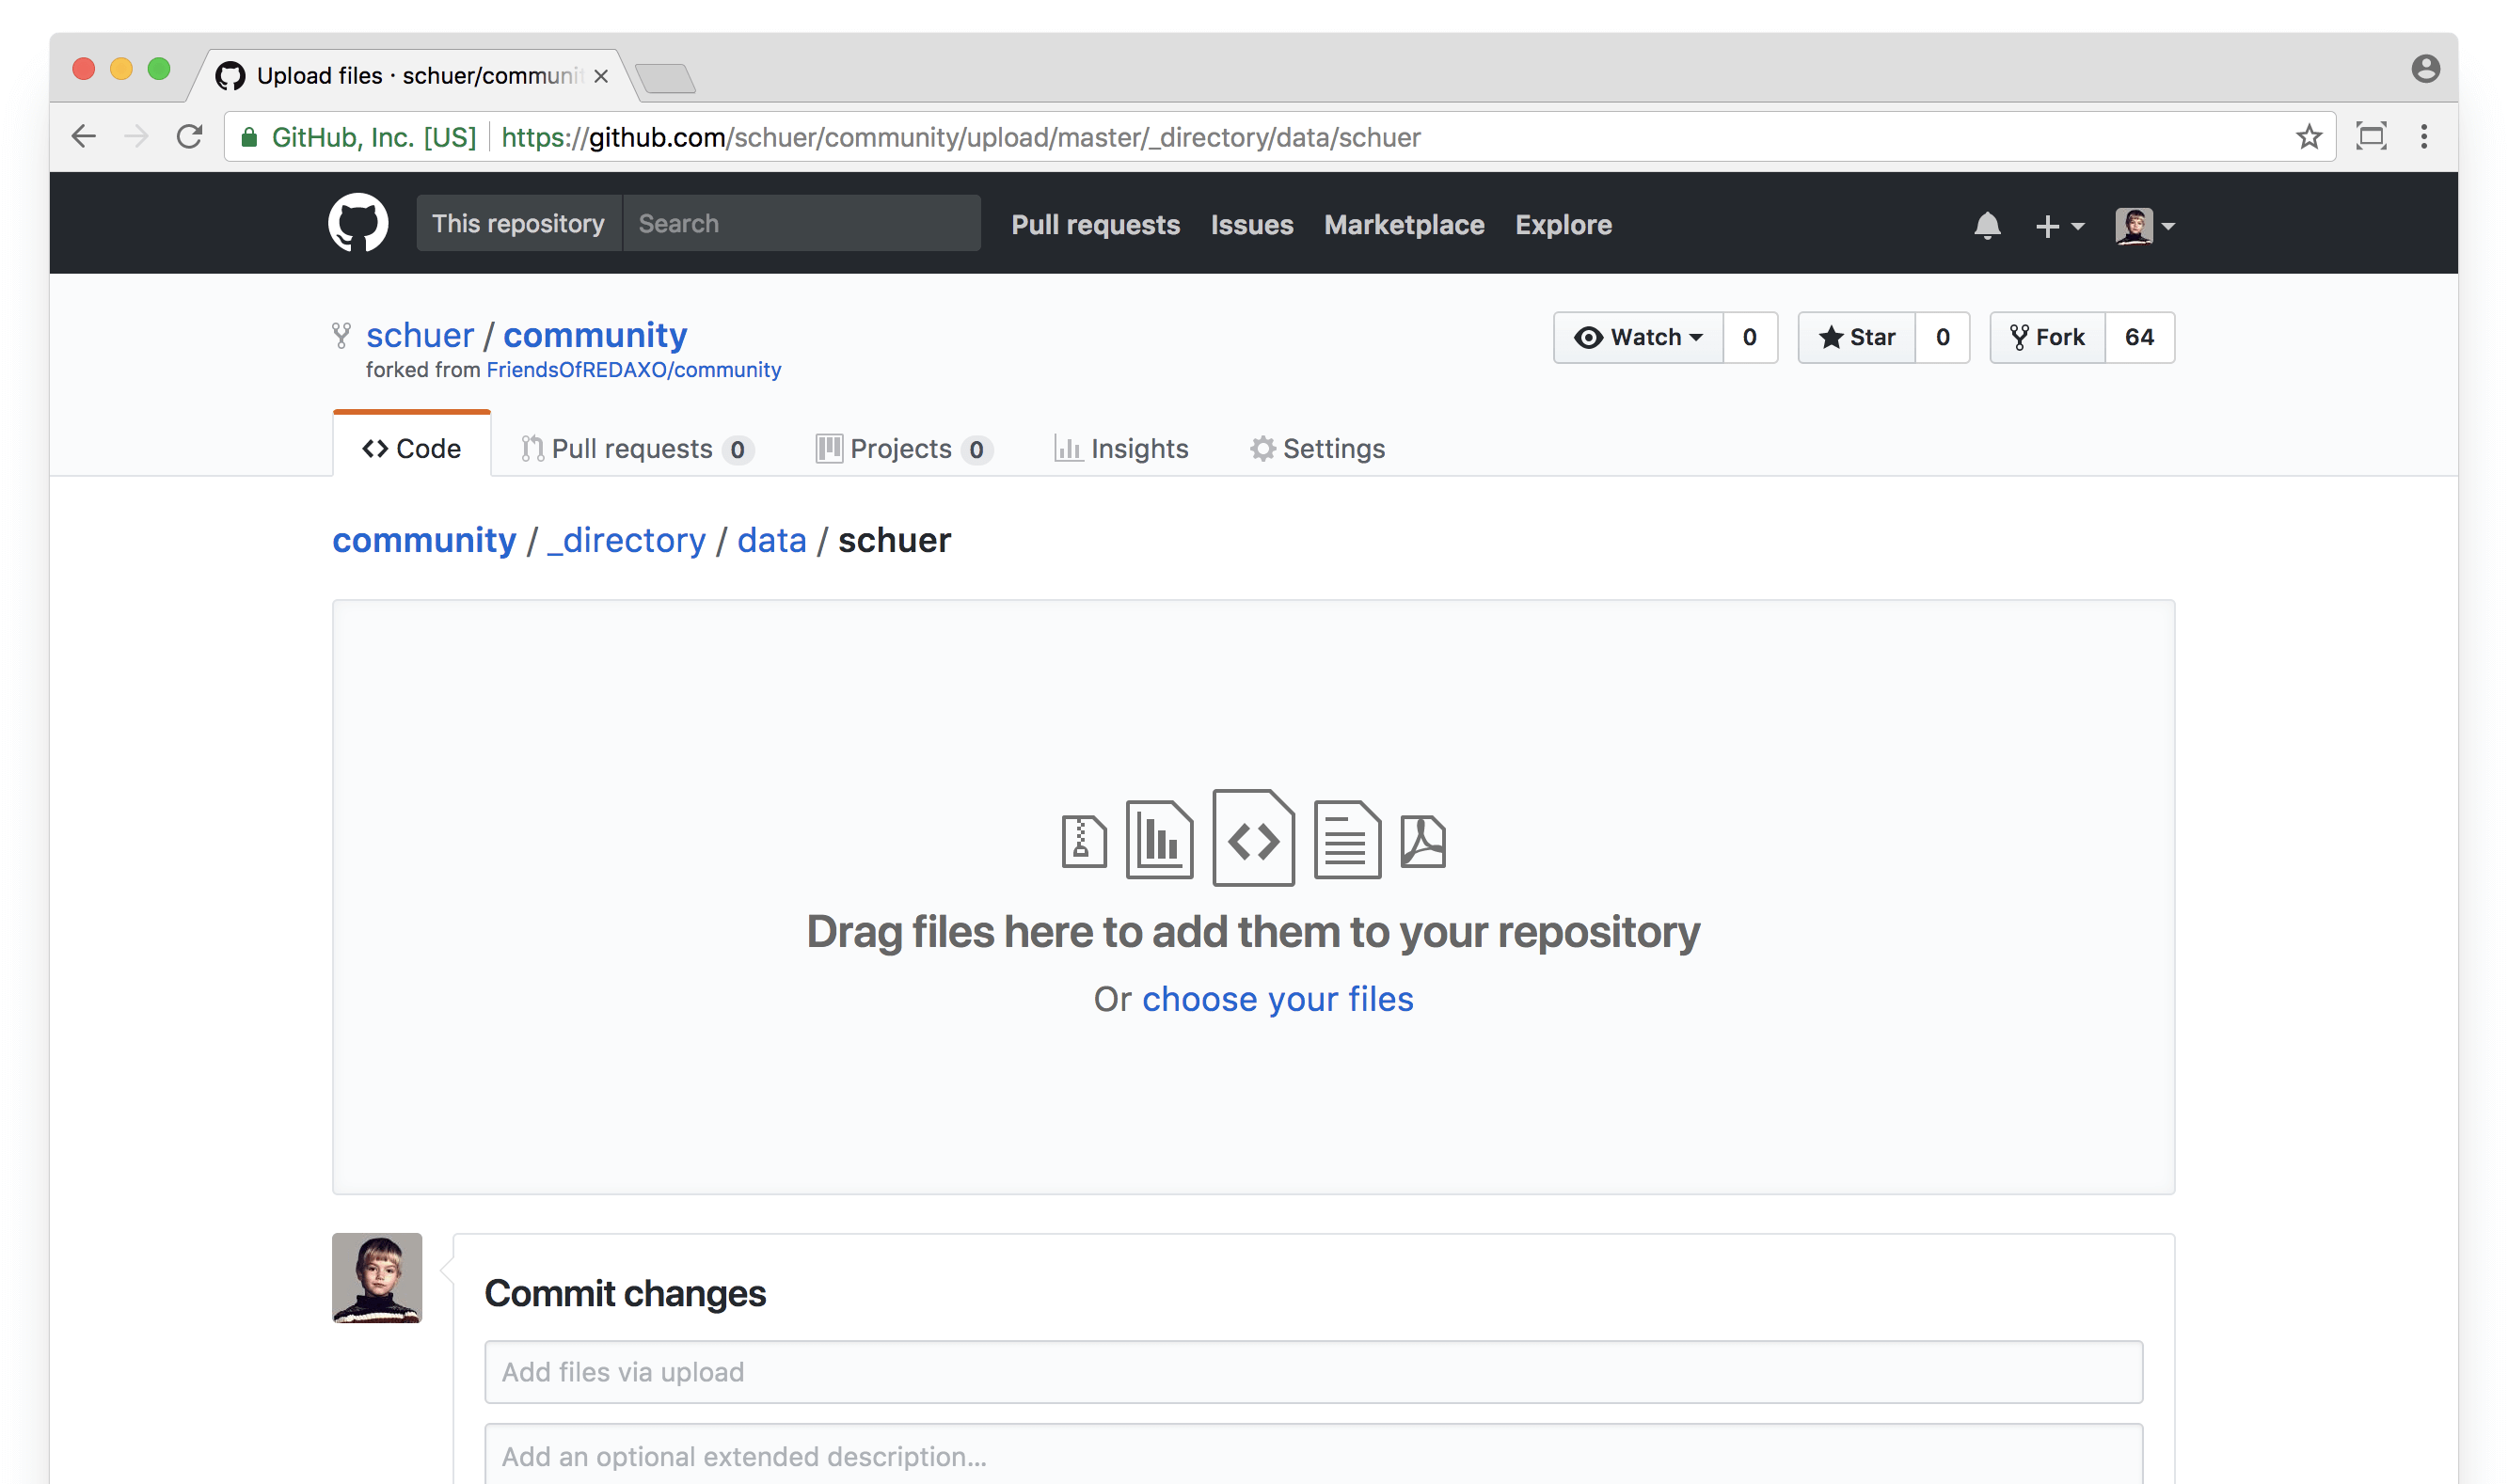 Upload files · schuer/communit
GitHub, Inc. [US] https://github.com/schuer/community/upload/master/_directory/data/schuer
This repository Search Pull requests Issues Marketplace Explore
schuer / community Watch 0 Star 0 Fork 64
forked from FriendsOfREDAXO/community
Code Pull requests 0 Projects 0 Insights Settings
community / _directory / data / schuer
Drag files here to add them to your repository
Or choose your files
Commit changes
Add files via upload
Add an optional extended description...